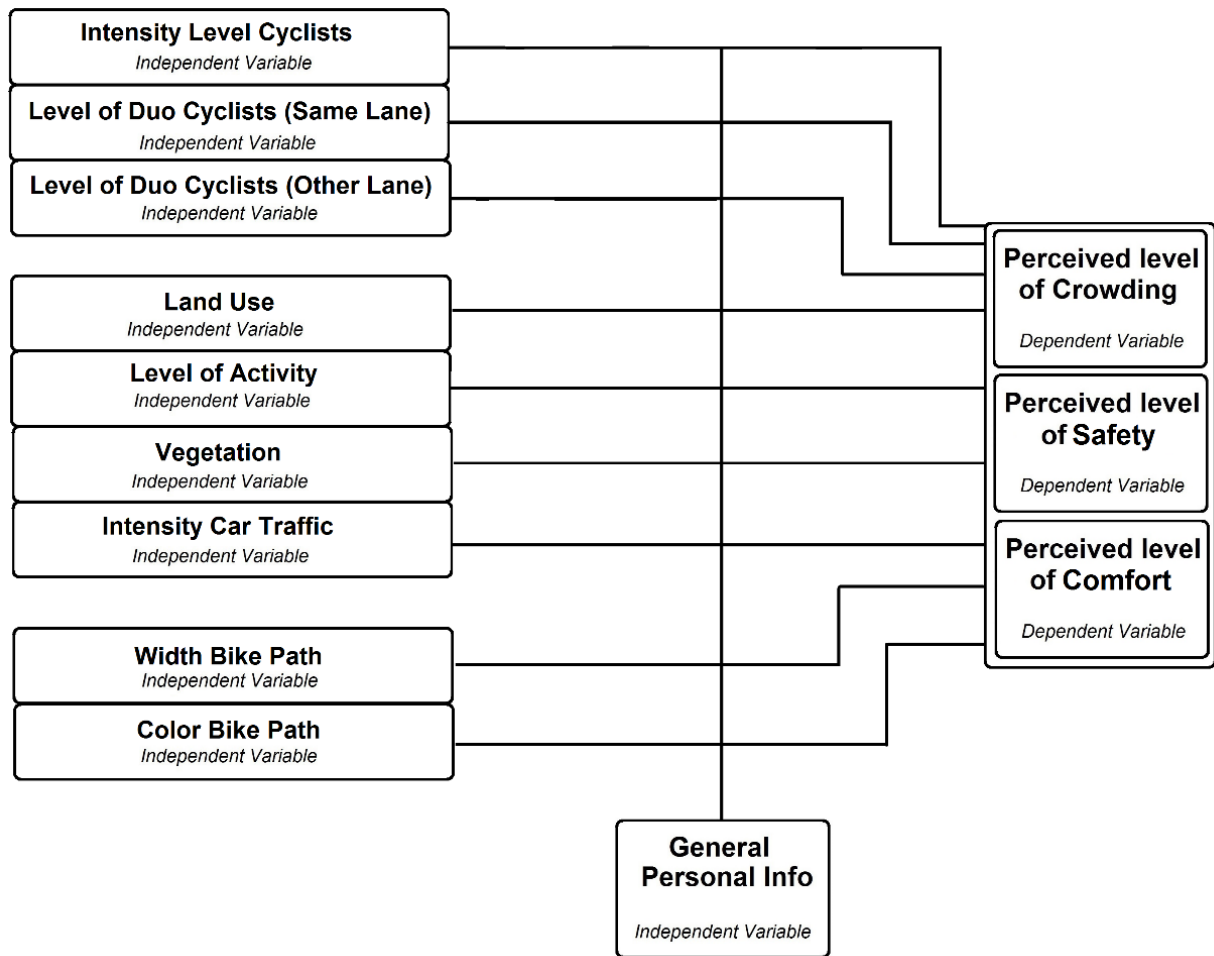 Intensity Level Cyclists
Independent Variable
Level of Duo Cyclists (Same Lane)
Independent Variable
Level of Duo Cyclists (Other Lane)
Independent Variable
Land Use
Independent Variable
Level of Activity
Independent Variable
Vegetation
Independent Variable
Intensity Car Traffic
Independent Variable
Width Bike Path
Independent Variable
Color Bike Path
Independent Variable
Perceived level
of Crowding
Dependent Variable
Perceived level
of Safety
Dependent Variable
Perceived level
of Comfort
Dependent Variable
General
Personal Info
Independent Variable